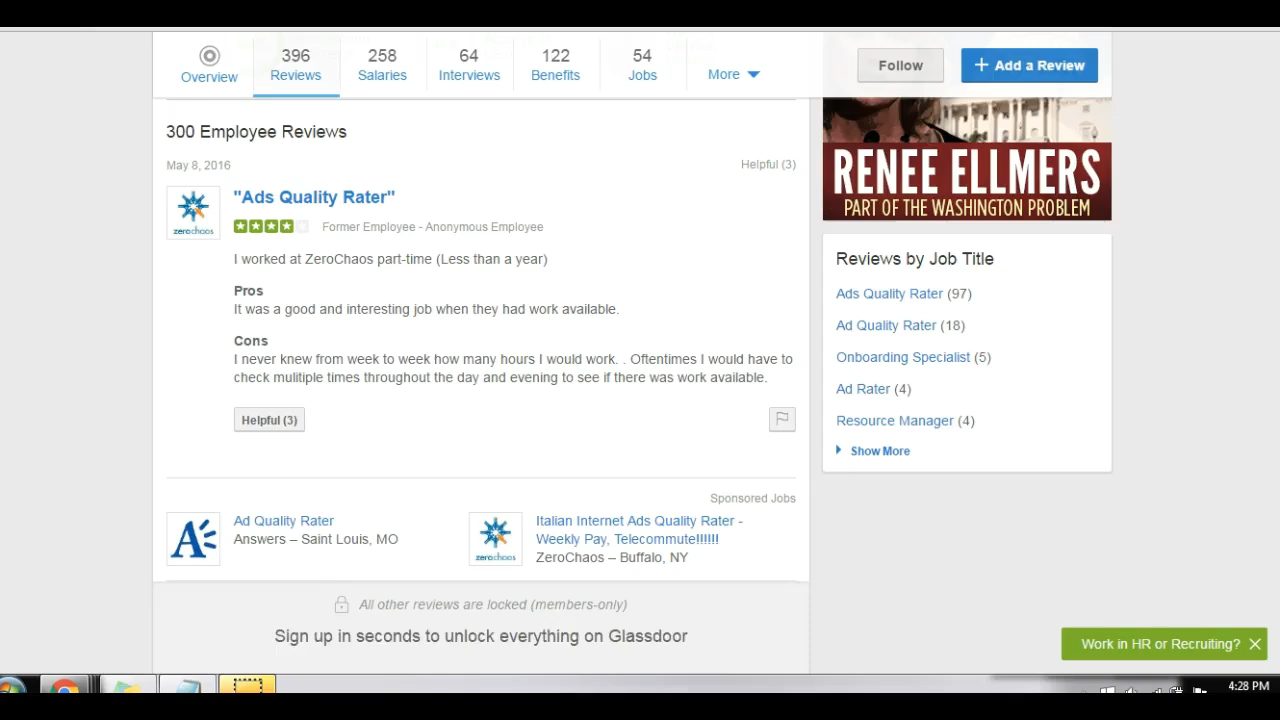 396
258
64
122
54
Overview
Reviews
Salaries
Interviews
Benefits
Jobs
More
Follow
+ Add a Review
RENEE ELLMERS
PART OF THE WASHINGTON PROBLEM
300 Employee Reviews
May 8, 2016
Helpful (3)
zerochaos
"Ads Quality Rater"
Former Employee - Anonymous Employee
I worked at ZeroChaos part-time (Less than a year)
Pros
It was a good and interesting job when they had work available.
Cons
I never knew from week to week how many hours I would work. . Oftentimes I would have to
check mulitiple times throughout the day and evening to see if there was work available.
Helpful (3)
Reviews by Job Title
Ads Quality Rater (97)
Ad Quality Rater (18)
Onboarding Specialist (5)
Ad Rater (4)
Resource Manager (4)
Show More
Sponsored Jobs
A
Ad Quality Rater
Answers – Saint Louis, MO
zerochaos
Italian Internet Ads Quality Rater -
Weekly Pay, Telecommute!!!!!!
ZeroChaos – Buffalo, NY
All other reviews are locked (members-only)
Sign up in seconds to unlock everything on Glassdoor
Work in HR or Recruiting?
4:28 PM